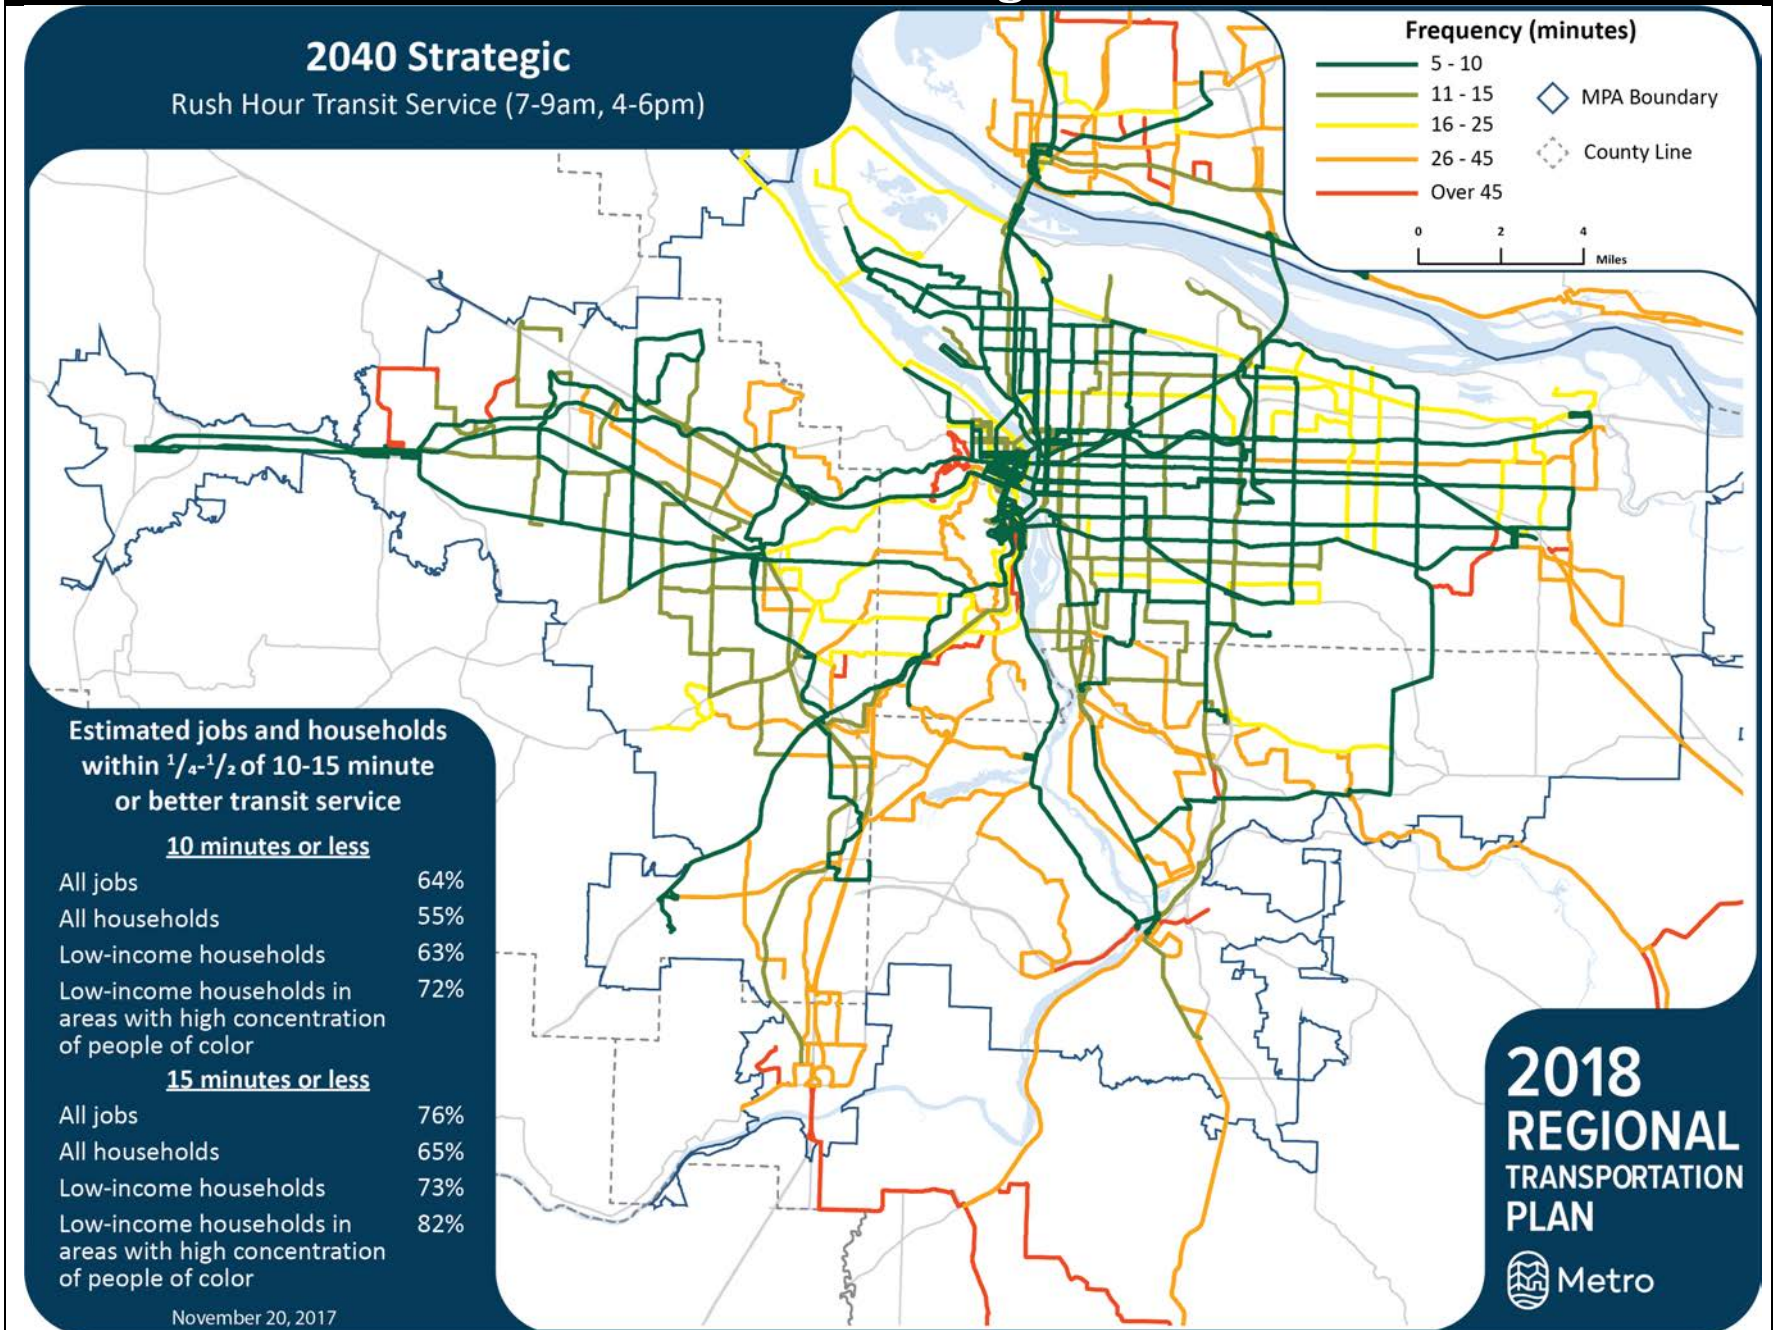 2040 Strategic
Rush Hour Transit Service (7-9am, 4-6pm)
Frequency (minutes)
5 - 10
11 - 15
16 - 25
26 - 45
Over 45
MPA Boundary
County Line
0 2 4
Miles
Estimated jobs and households
within 1/4-1/2 of 10-15 minute
or better transit service
10 minutes or less
All jobs 64%
All households 55%
Low-income households 63%
Low-income households in 72%
areas with high concentration
of people of color
15 minutes or less
All jobs 76%
All households 65%
Low-income households 73%
Low-income households in 82%
areas with high concentration
of people of color
November 20, 2017
2018
REGIONAL
TRANSPORTATION
PLAN
Metro